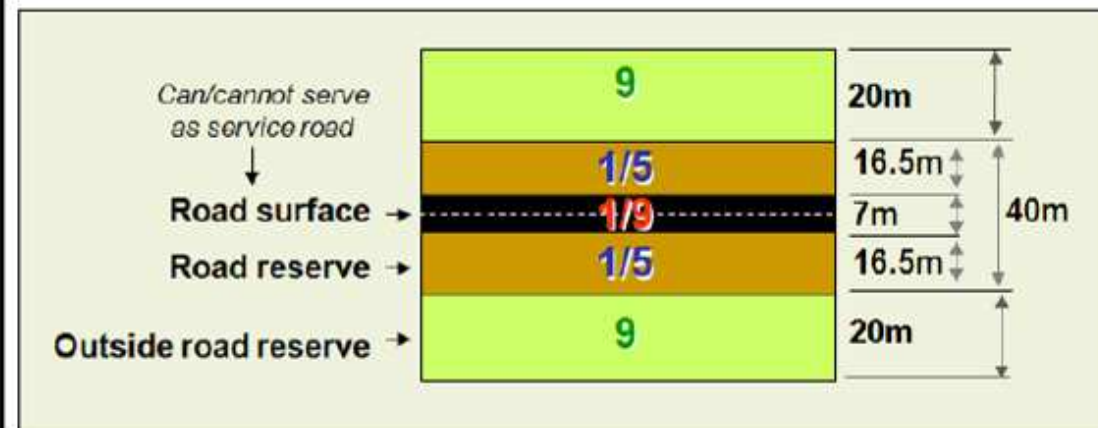 9
20m
Can/cannot serve
as service road
1/5
16.5m
Road surface
1/9
7m
40m
Road reserve
1/5
16.5m
Outside road reserve
9
20m